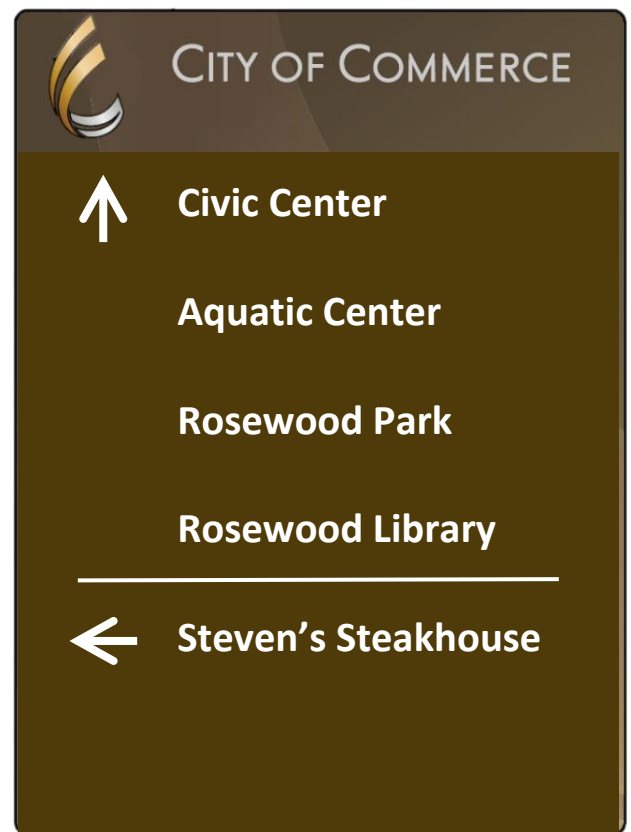 CITY OF COMMERCE
Civic Center
Aquatic Center
Rosewood Park
Rosewood Library
Steven’s Steakhouse